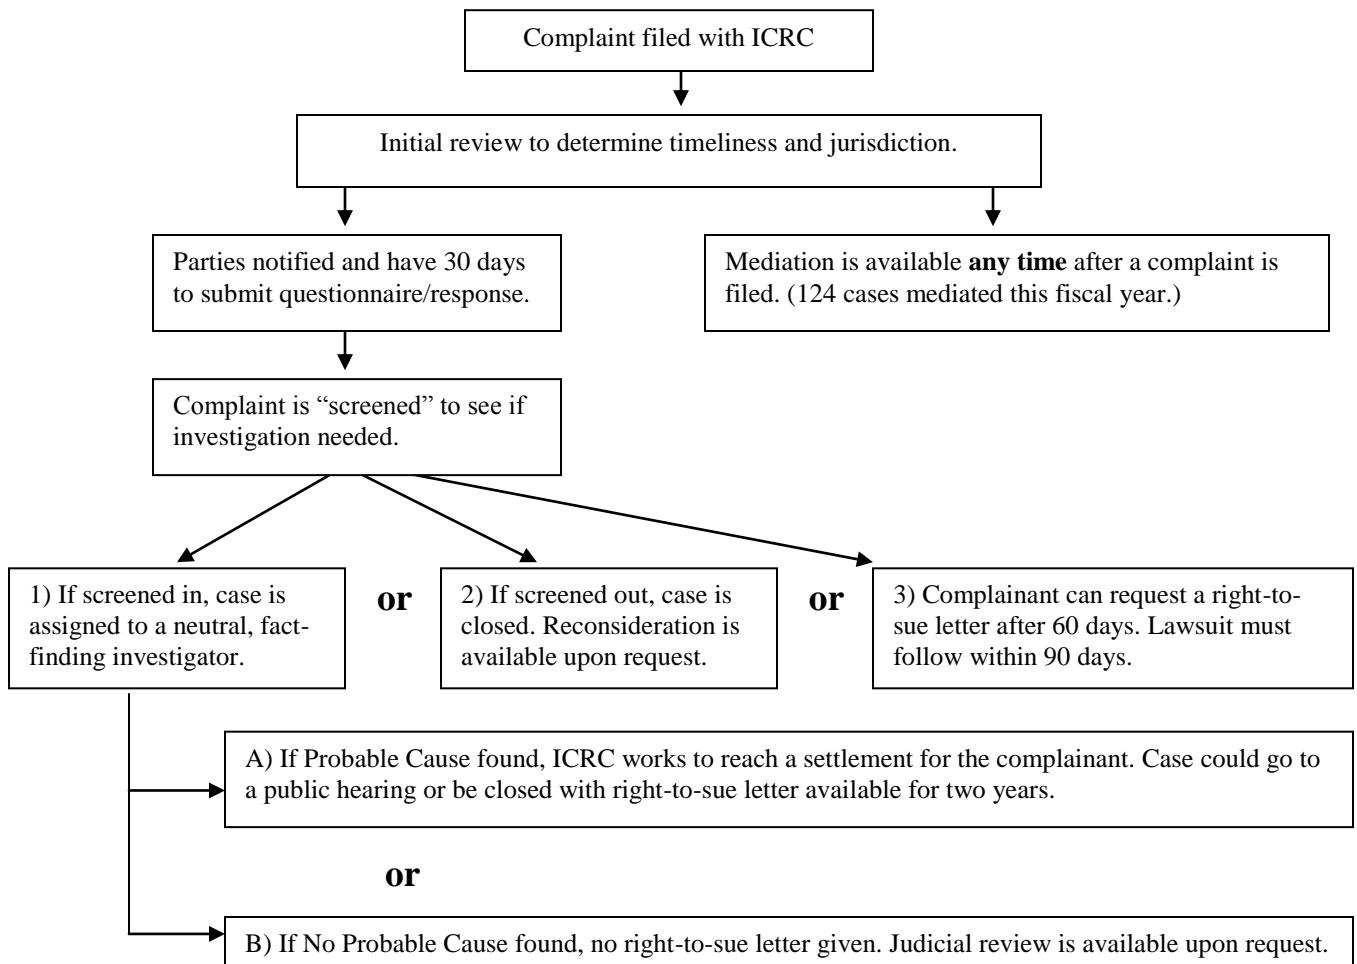 Complaint filed with ICRC
Initial review to determine timeliness and jurisdiction.
Parties notified and have 30 days
to submit questionnaire/response.
Mediation is available any time after a complaint is
filed. (124 cases mediated this fiscal year.)
Complaint is “screened” to see if
investigation needed.
1) If screened in, case is
assigned to a neutral, fact-
finding investigator.
or
2) If screened out, case is
closed. Reconsideration is
available upon request.
or
3) Complainant can request a right-to-
sue letter after 60 days. Lawsuit must
follow within 90 days.
A) If Probable Cause found, ICRC works to reach a settlement for the complainant. Case could go to
a public hearing or be closed with right-to-sue letter available for two years.
or
B) If No Probable Cause found, no right-to-sue letter given. Judicial review is available upon request.